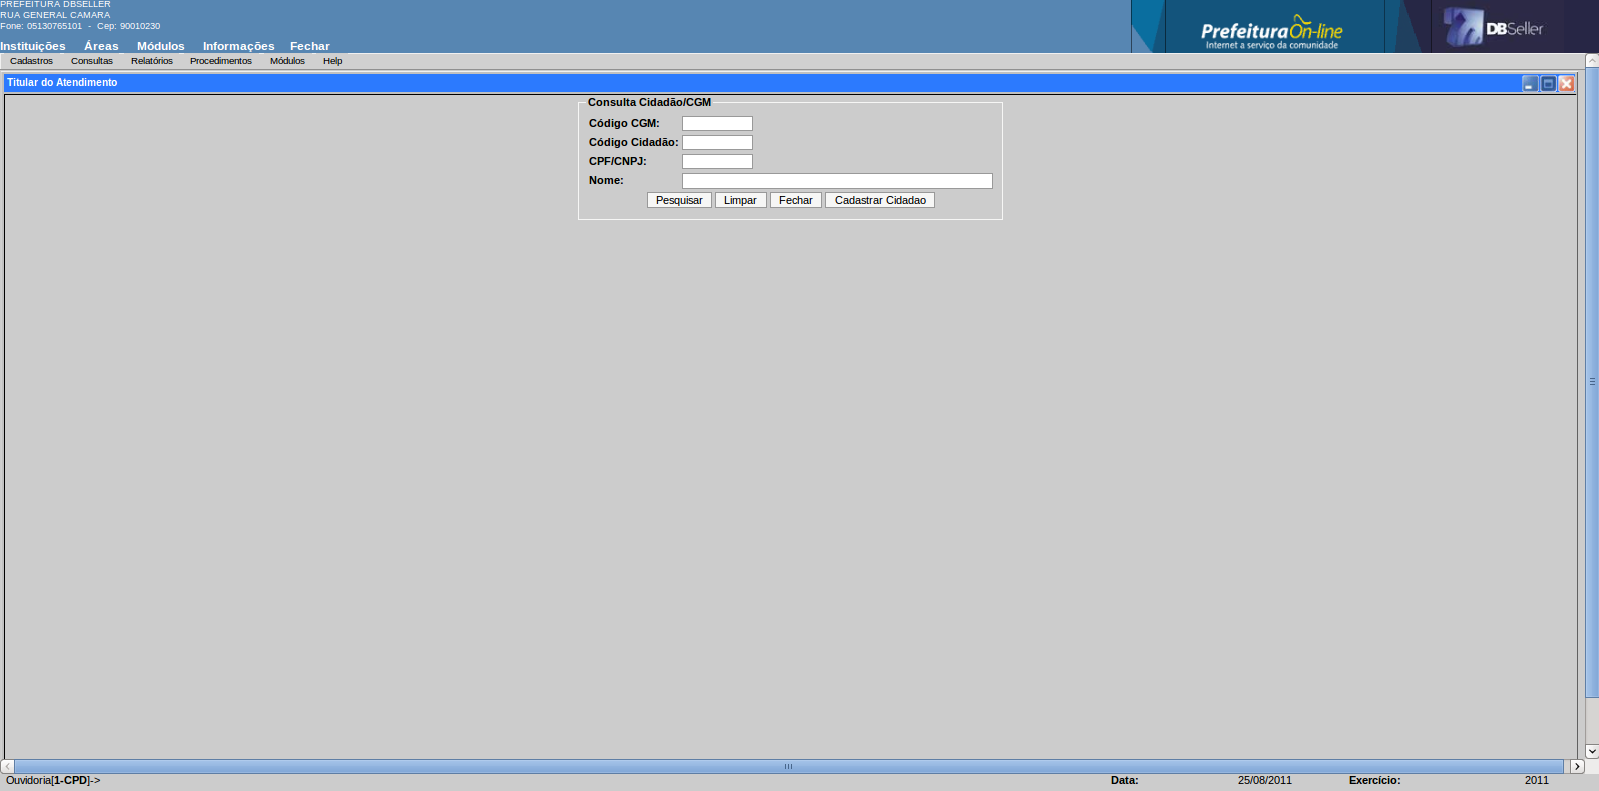 PREFEITURA DBSELLER
RUA GENERAL CAMARA
Fone: 05130765101 - Cep: 90010230
Instituições Áreas Módulos Informações Fechar
PrefeituraOn-line
Internet a serviço da comunidade
DBSeller
Cadastros Consultas Relatórios Procedimentos Módulos Help
Titular do Atendimento
Consulta Cidadão/CGM
Código CGM:
Código Cidadão:
CPF/CNPJ:
Nome:
Pesquisar Limpar Fechar Cadastrar Cidadao
Ouvidoria[1-CPD]-> Data: 25/08/2011 Exercício: 2011